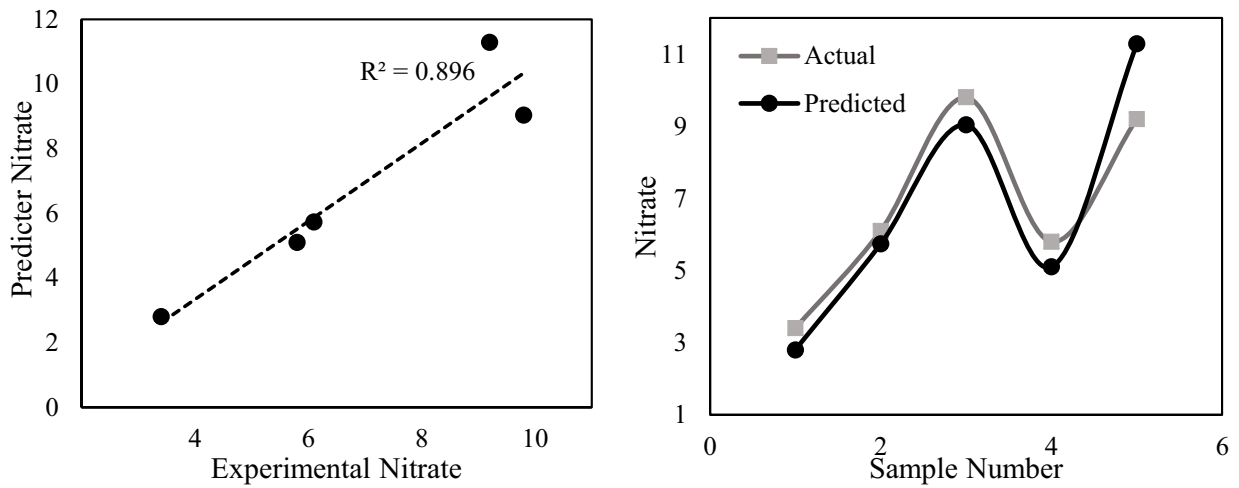 12
10
8
6
4
2
0
Predicter Nitrate
R² = 0.896
4 6 8 10
Experimental Nitrate
11
9
7
5
3
1
Nitrate
Actual
Predicted
0 2 4 6
Sample Number